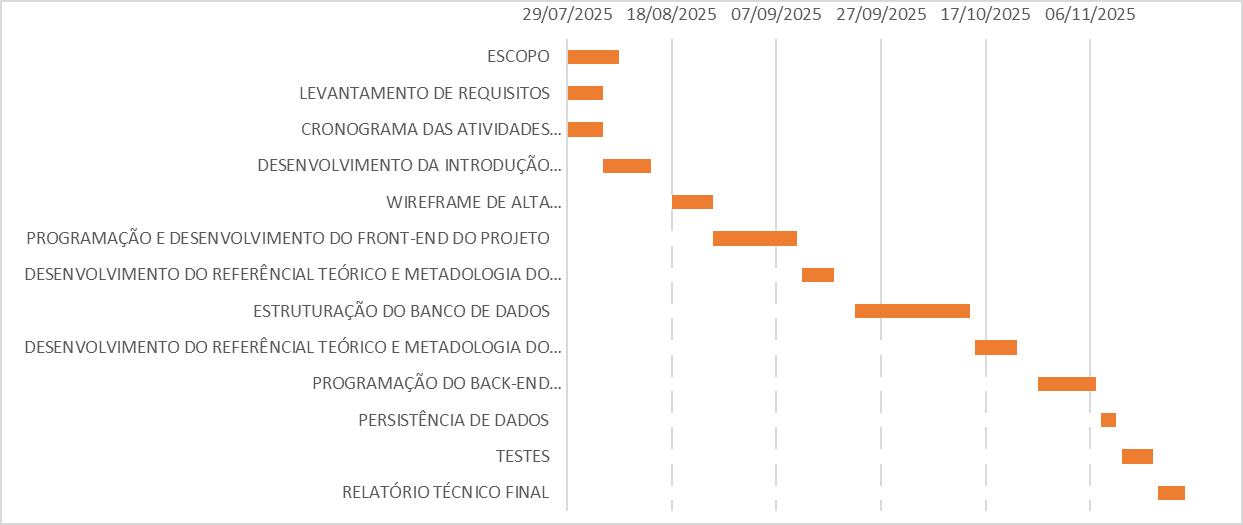 29/07/2025 18/08/2025 07/09/2025 27/09/2025 17/10/2025 06/11/2025
ESCOPO
LEVANTAMENTO DE REQUISITOS
CRONOGRAMA DAS ATIVIDADES...
DESENVOLVIMENTO DA INTRODUÇÃO...
WIREFRAME DE ALTA...
PROGRAMAÇÃO E DESENVOLVIMENTO DO FRONT-END DO PROJETO
DESENVOLVIMENTO DO REFERÊNCIAL TEÓRICO E METADOLOGIA DO...
ESTRUTURAÇÃO DO BANCO DE DADOS
DESENVOLVIMENTO DO REFERÊNCIAL TEÓRICO E METADOLOGIA DO...
PROGRAMAÇÃO DO BACK-END...
PERSISTÊNCIA DE DADOS
TESTES
RELATÓRIO TÉCNICO FINAL